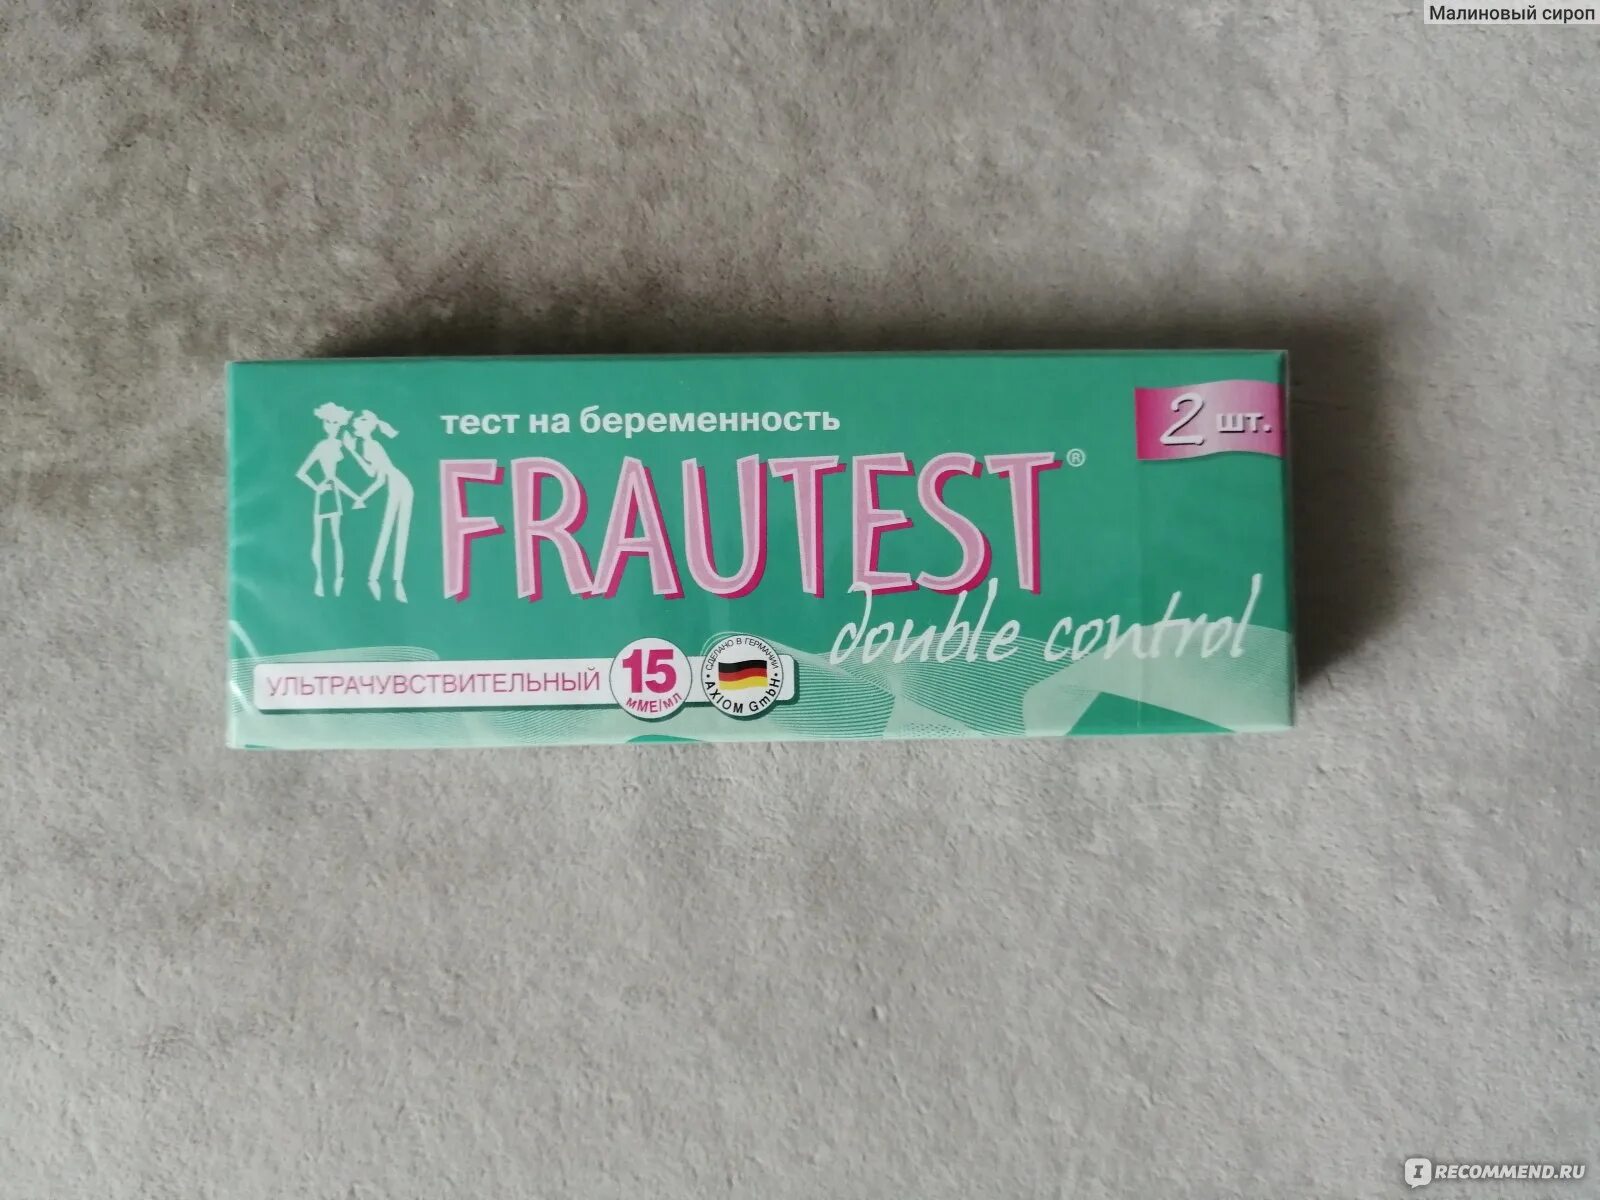 Малиновый сироп
тест на беременность
2 шт.
FRAUTEST®
double control
УЛЬТРАЧУВСТВИТЕЛЬНЫЙ
15
мМЕ/мл
СДЕЛАНО В ГЕРМАНИИ
• AXIOM GmbH •
IRECOMMEND.RU